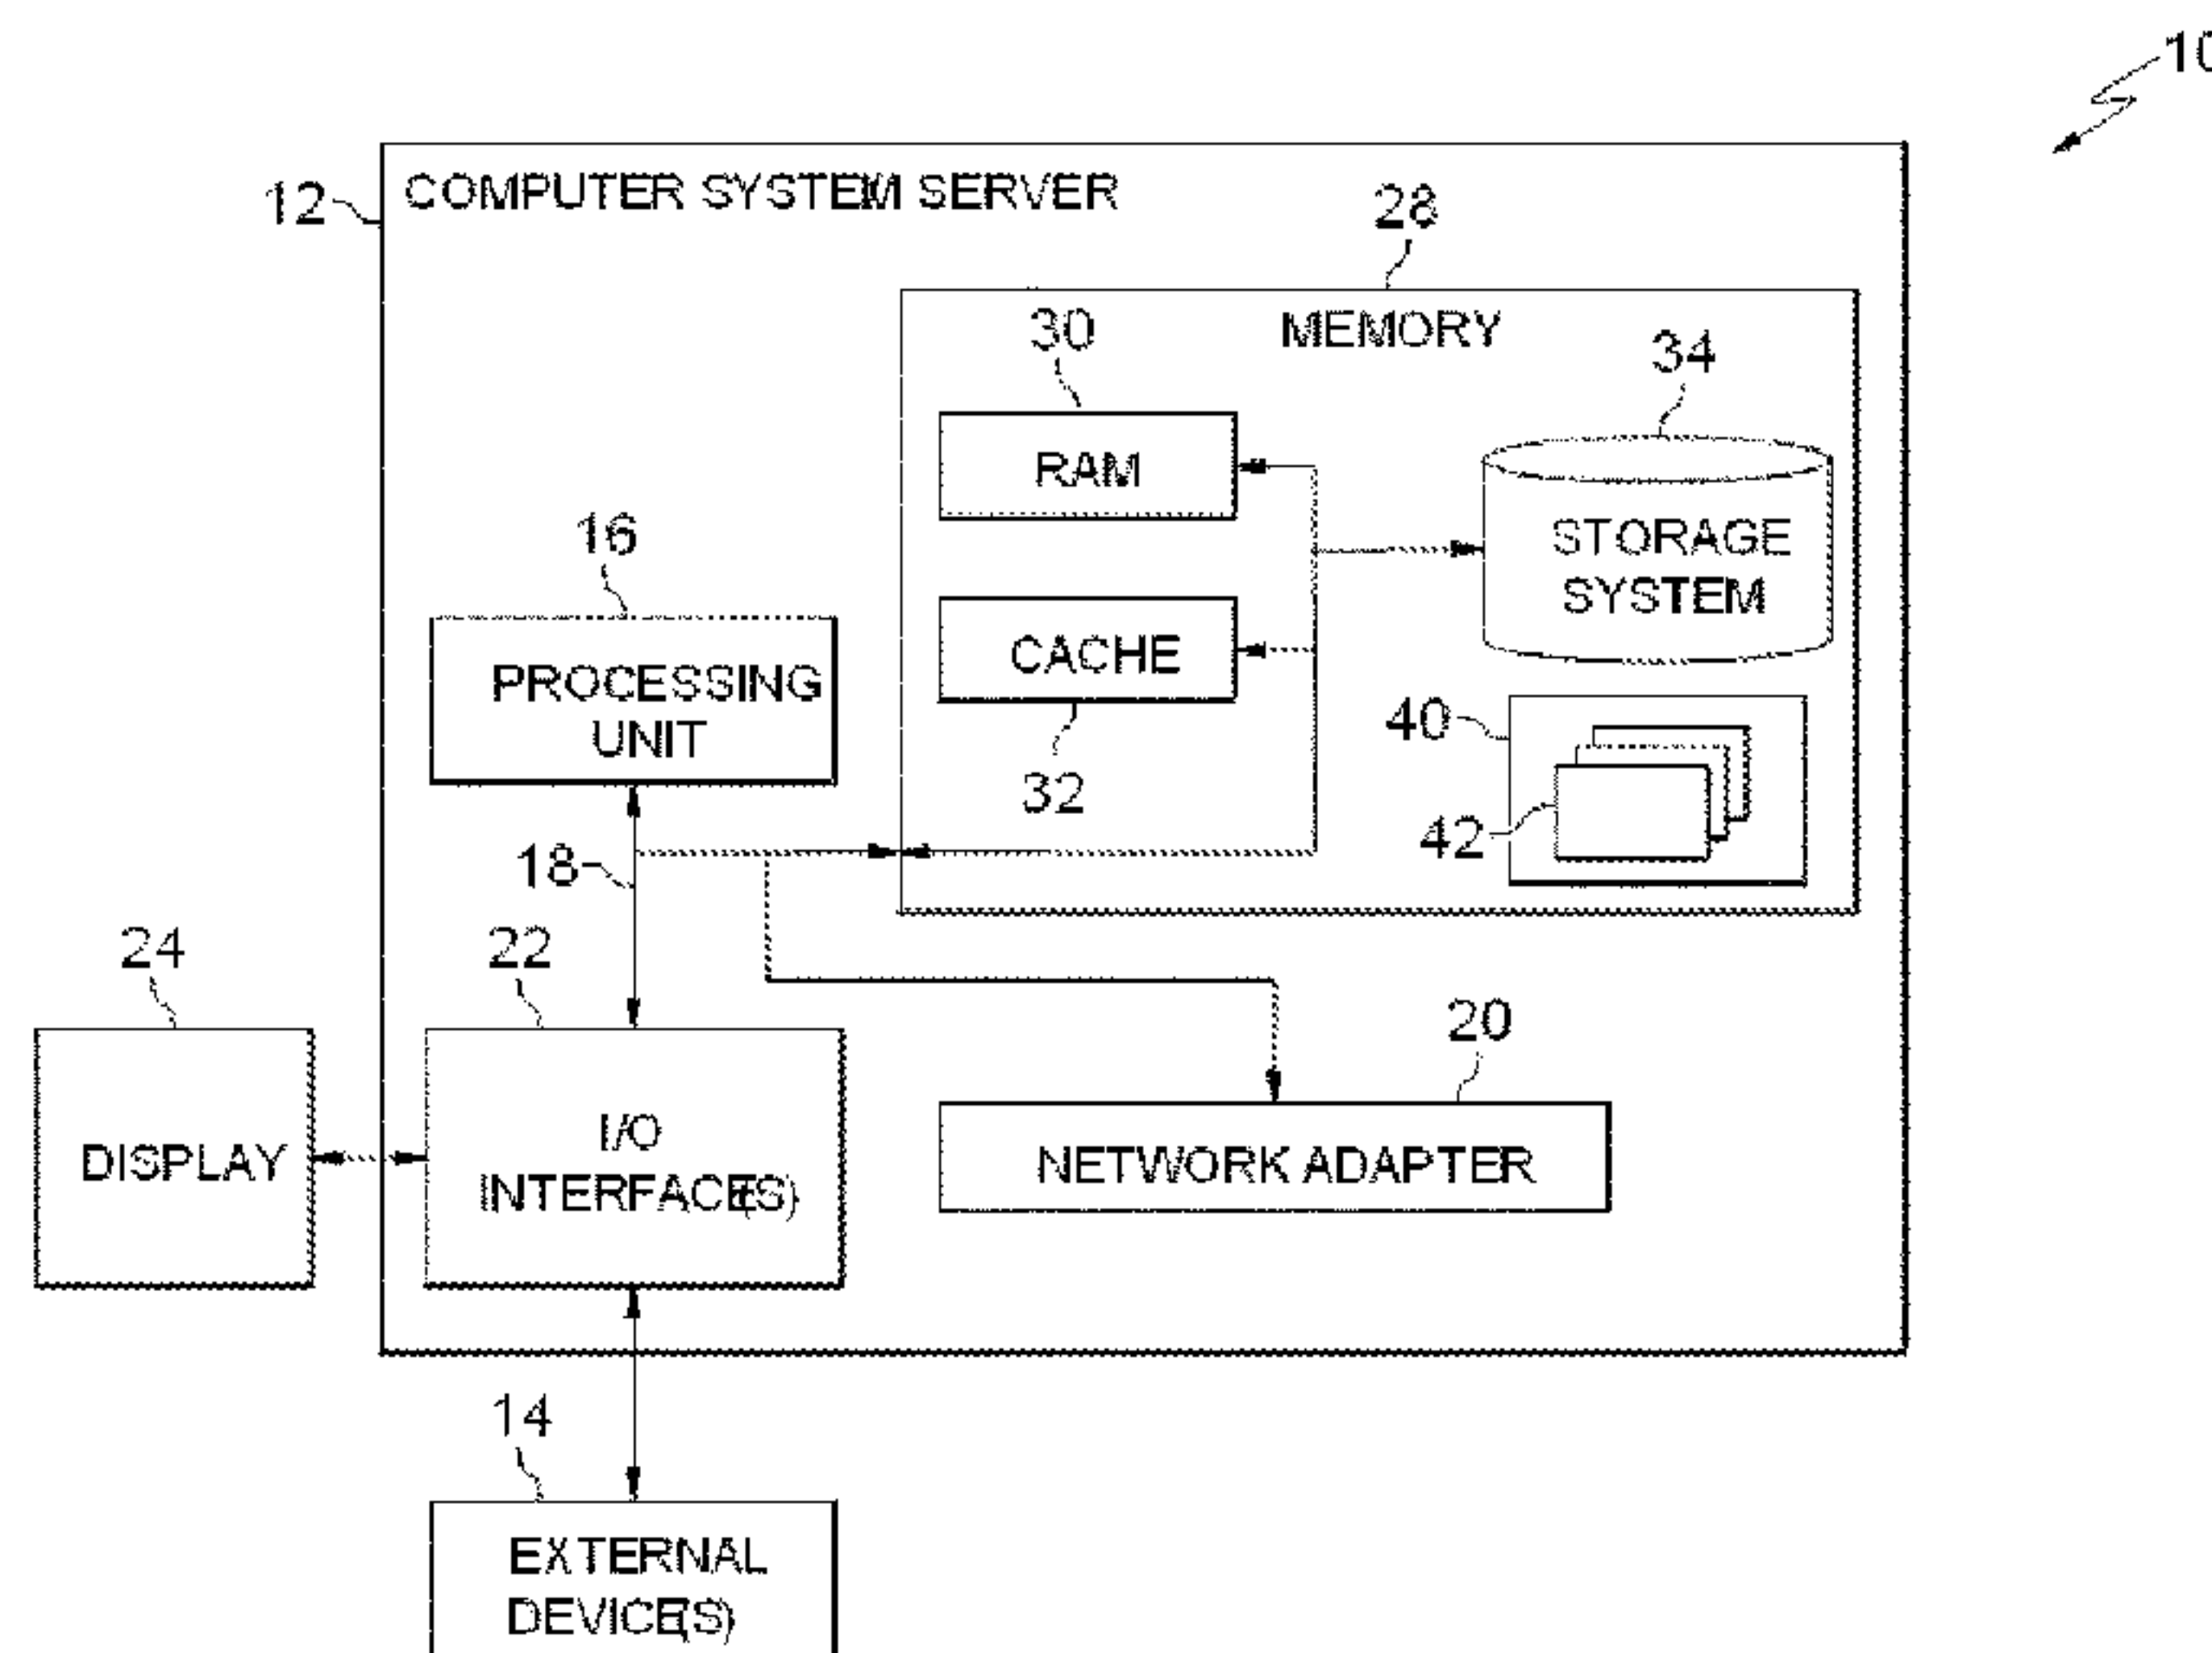 10
12
COMPUTER SYSTEM SERVER
28
30
MEMORY
34
RAM
STORAGE
SYSTEM
16
PROCESSING
UNIT
CACHE
32
40
42
18
24
22
20
DISPLAY
I/O
INTERFACE(S)
NETWORK ADAPTER
14
EXTERNAL
DEVICE(S)